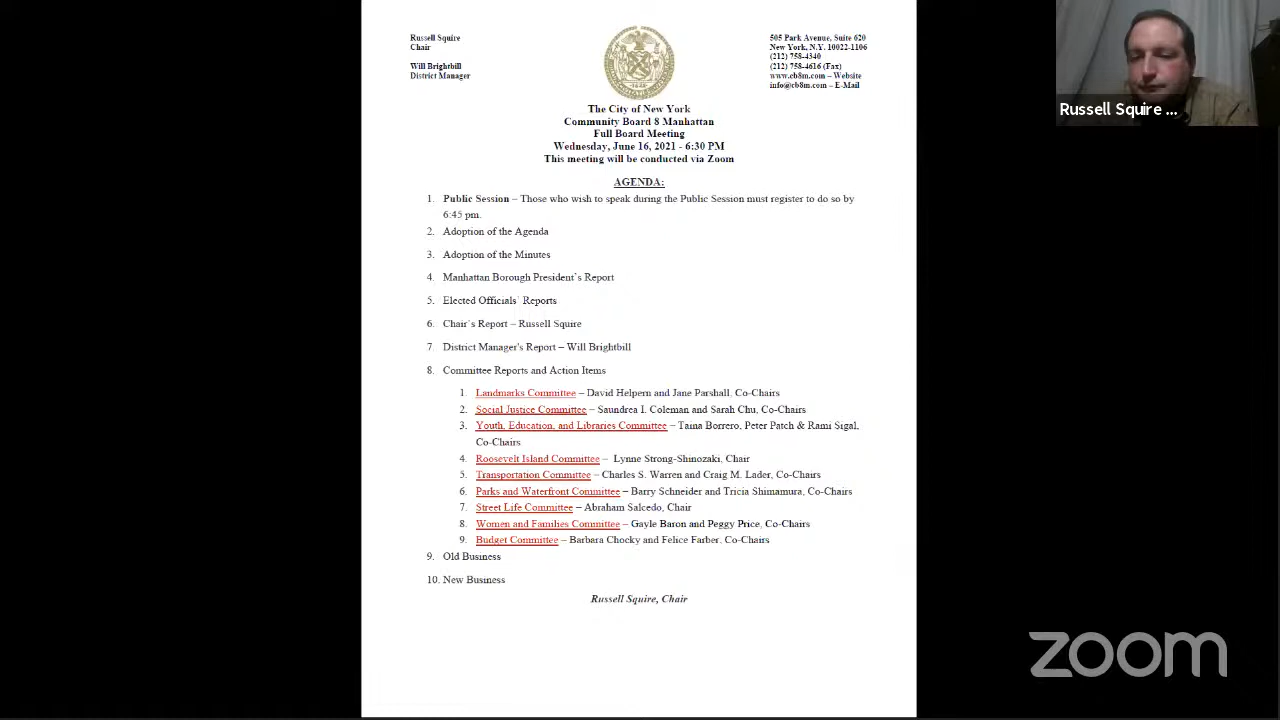 Russell Squire
Chair
Will Brightbill
District Manager
505 Park Avenue, Suite 620
New York, N.Y. 10022-1106
(212) 758-4340
(212) 758-4616 (Fax)
www.cb8m.com – Website
info@cb8m.com – E-Mail
Russell Squire ...
The City of New York
Community Board 8 Manhattan
Full Board Meeting
Wednesday, June 16, 2021 - 6:30 PM
This meeting will be conducted via Zoom
AGENDA:
1. Public Session – Those who wish to speak during the Public Session must register to do so by
6:45 pm.
2. Adoption of the Agenda
3. Adoption of the Minutes
4. Manhattan Borough President's Report
5. Elected Officials' Reports
6. Chair's Report – Russell Squire
7. District Manager's Report – Will Brightbill
8. Committee Reports and Action Items
1. Landmarks Committee – David Helpern and Jane Parshall, Co-Chairs
2. Social Justice Committee – Saundrea I. Coleman and Sarah Chu, Co-Chairs
3. Youth, Education, and Libraries Committee – Taina Borrero, Peter Patch & Rami Sigal,
Co-Chairs
4. Roosevelt Island Committee – Lynne Strong-Shinozaki, Chair
5. Transportation Committee – Charles S. Warren and Craig M. Lader, Co-Chairs
6. Parks and Waterfront Committee – Barry Schneider and Tricia Shimamura, Co-Chairs
7. Street Life Committee – Abraham Salcedo, Chair
8. Women and Families Committee – Gayle Baron and Peggy Price, Co-Chairs
9. Budget Committee – Barbara Chocky and Felice Farber, Co-Chairs
9. Old Business
10. New Business
Russell Squire, Chair
zoom